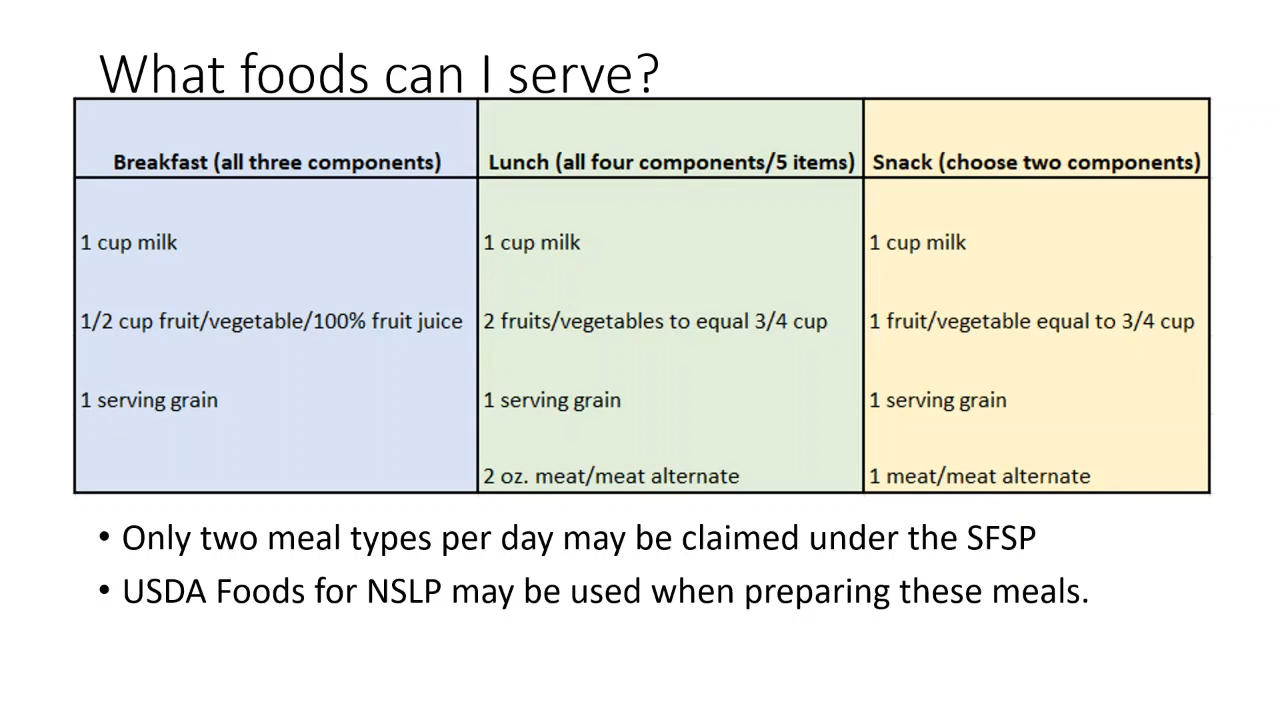 What foods can I serve?
Breakfast (all three components)
Lunch (all four components/5 items)
Snack (choose two components)
1 cup milk
1 cup milk
1 cup milk
1/2 cup fruit/vegetable/100% fruit juice
2 fruits/vegetables to equal 3/4 cup
1 fruit/vegetable equal to 3/4 cup
1 serving grain
1 serving grain
1 serving grain
2 oz. meat/meat alternate
1 meat/meat alternate
• Only two meal types per day may be claimed under the SFSP
• USDA Foods for NSLP may be used when preparing these meals.